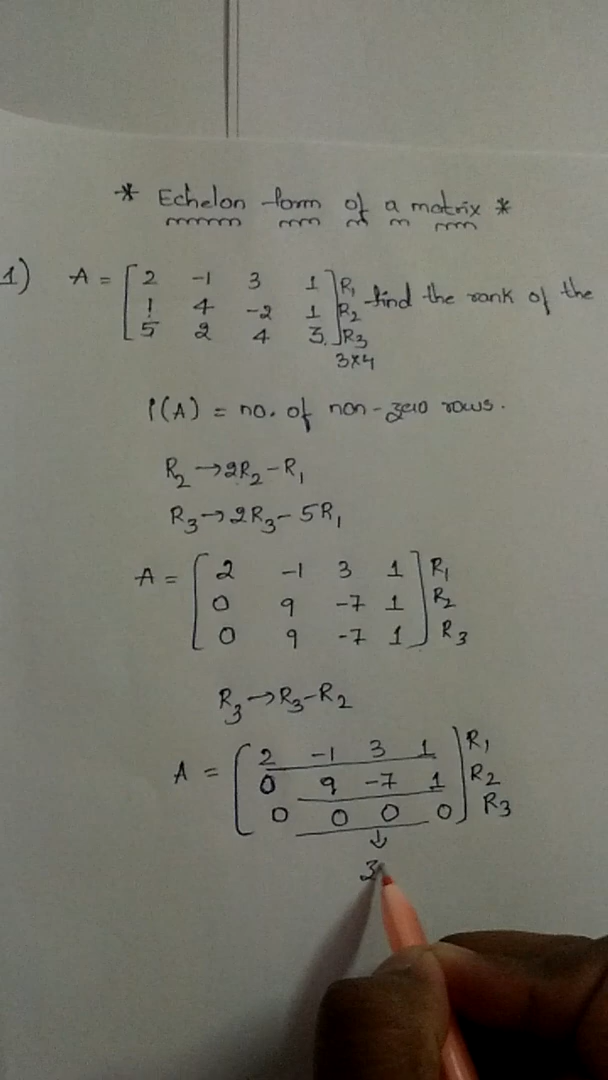 * Echelon form of a matrix *
1) A = [ 2 -1 3 1 ] R1 find the rank of the
[ 1 4 -2 1 ] R2
[ 5 2 4 3. ] R3
3×4
ρ(A) = no. of non-zero rows.
R2 → 2R2 - R1
R3 → 2R3 - 5R1
A = [ 2 -1 3 1 ] R1
[ 0 9 -7 1 ] R2
[ 0 9 -7 1 ] R3
R3 → R3 - R2
A = [ 2 -1 3 1 ] R1
[ 0 9 -7 1 ] R2
[ 0 0 0 0 ] R3
↓
3